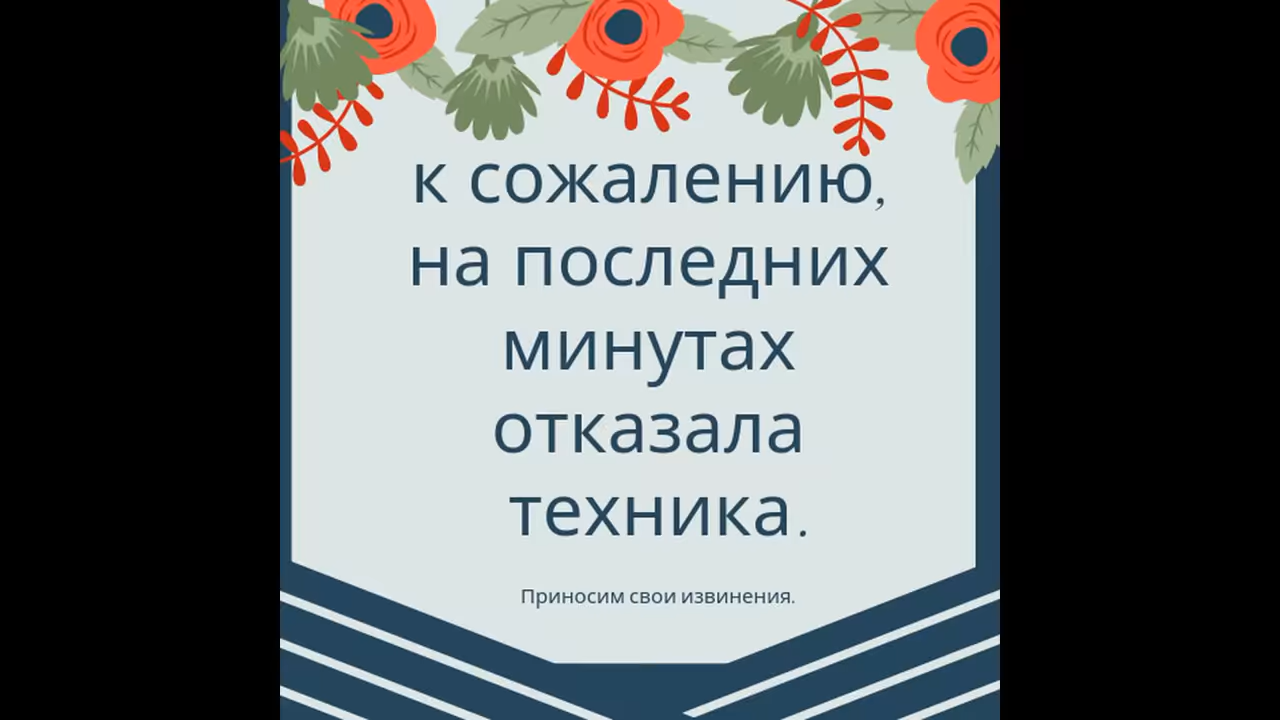 к сожалению,
на последних
минутах
отказала
техника.
Приносим свои извинения.